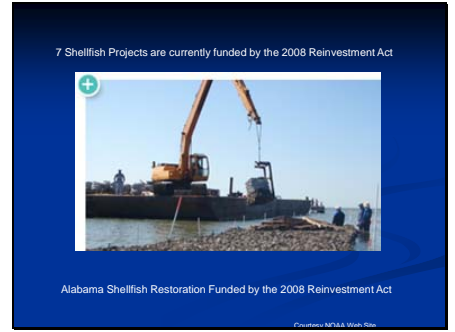 7 Shellfish Projects are currently funded by the 2008 Reinvestment Act
Alabama Shellfish Restoration Funded by the 2008 Reinvestment Act
Courtesy NOAA Web Site